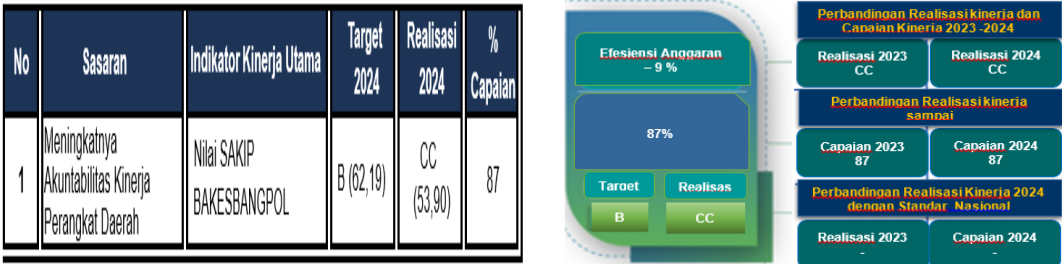 No
Sasaran
Indikator Kinerja Utama
Target
2024
Realisasi
2024
%
Capaian
1
Meningkatnya
Akuntabilitas Kinerja
Perangkat Daerah
Nilai SAKIP
BAKESBANGPOL
B (62,19)
CC
(53,90)
87
Efesiensi Anggaran
– 9 %
87%
Target
Realisas
B
CC
Perbandingan Realisasi kinerja dan
Capaian Kinerja 2023 -2024
Realisasi 2023
CC
Realisasi 2024
CC
Perbandingan Realisasi kinerja
sampai
Capaian 2023
87
Capaian 2024
87
Perbandingan Realisasi Kinerja 2024
dengan Standar Nasional
Realisasi 2023
-
Capaian 2024
-